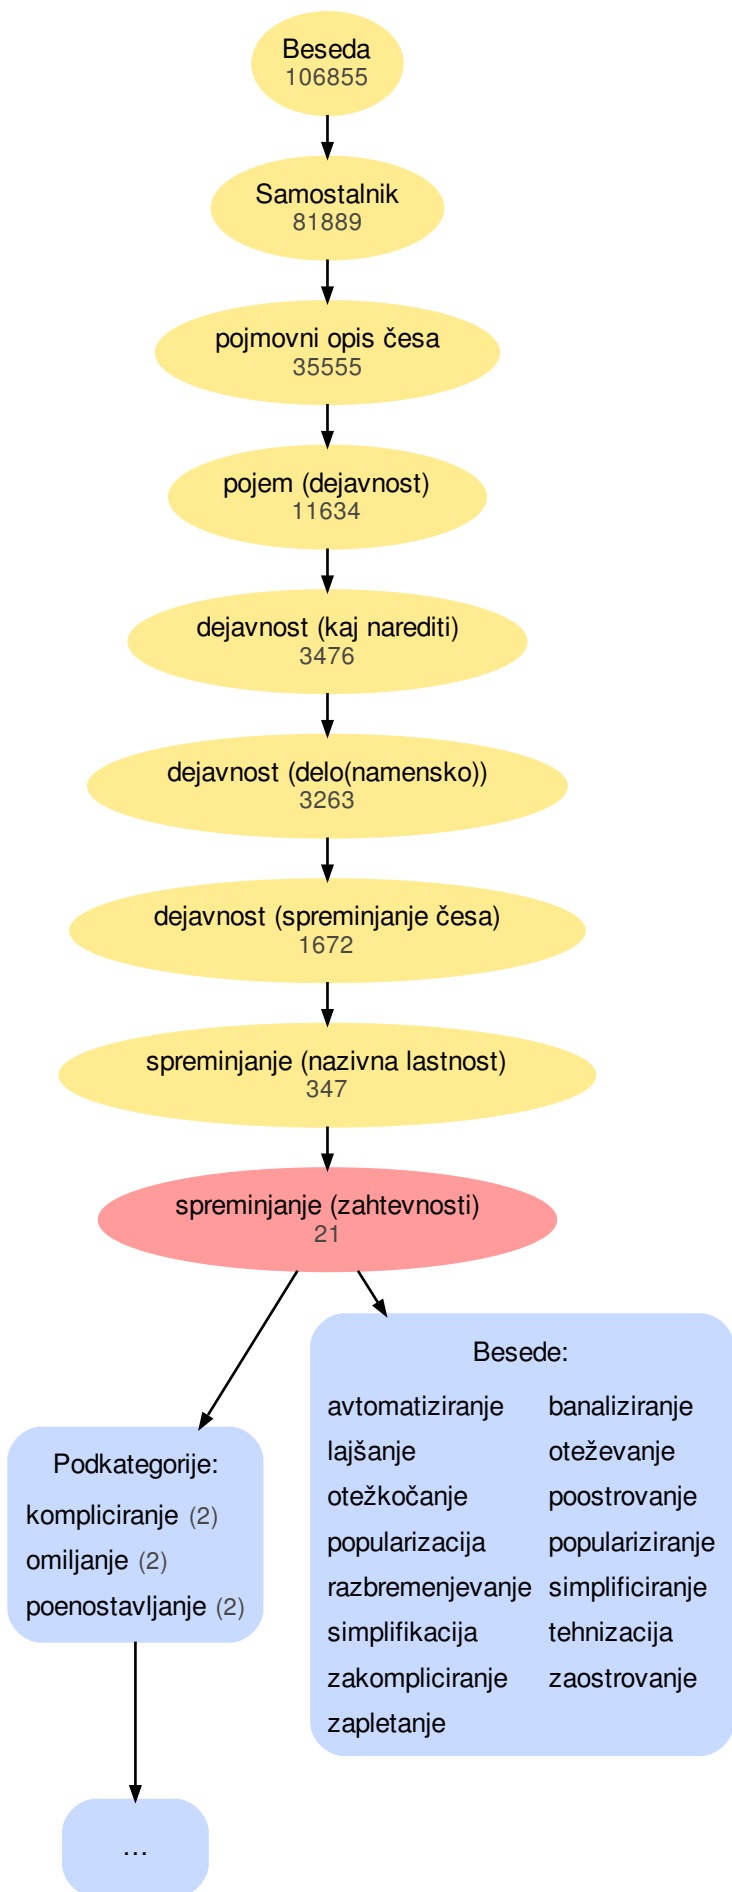 Beseda
106855
Samostalnik
81889
pojmovni opis česa
35555
pojem (dejavnost)
11634
dejavnost (kaj narediti)
3476
dejavnost (delo(namensko))
3263
dejavnost (spreminjanje česa)
1672
spreminjanje (nazivna lastnost)
347
spreminjanje (zahtevnosti)
21
Podkategorije:
kompliciranje (2)
omiljanje (2)
poenostavljanje (2)
...
Besede:
avtomatiziranje banaliziranje
lajšanje oteževanje
otežkočanje poostrovanje
popularizacija populariziranje
razbremenjevanje simplificiranje
simplifikacija tehnizacija
zakompliciranje zaostrovanje
zapletanje